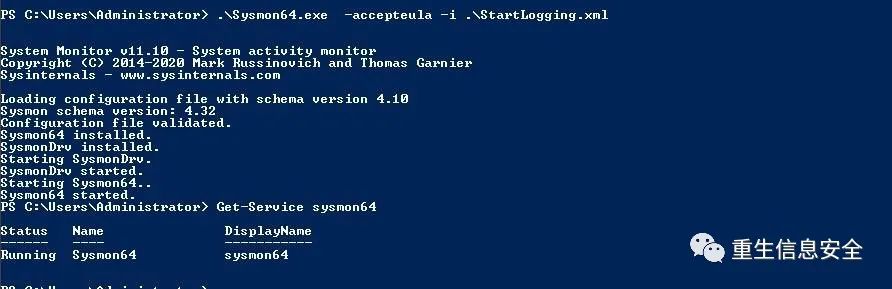 PS C:\Users\Administrator> .\Sysmon64.exe  -accepteula -i .\StartLogging.xml
System Monitor v11.10 - System activity monitor
Copyright (C) 2014-2020 Mark Russinovich and Thomas Garnier
Sysinternals - www.sysinternals.com
Loading configuration file with schema version 4.10
Sysmon schema version: 4.32
Configuration file validated.
Sysmon64 installed.
SysmonDrv installed.
Starting SysmonDrv.
SysmonDrv started.
Starting Sysmon64..
Sysmon64 started.
PS C:\Users\Administrator> Get-Service sysmon64
Status   Name               DisplayName
------   ----               -----------
Running  Sysmon64           sysmon64
重生信息安全
PS C:\Users\Administrator>